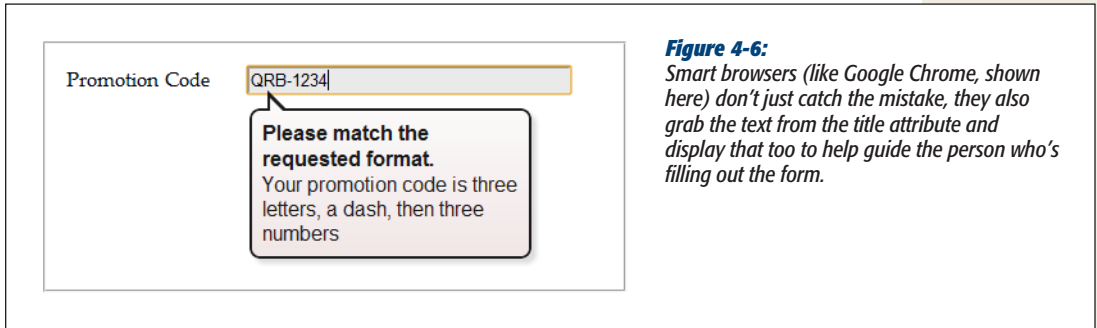 Promotion Code
QRB-1234
Please match the
requested format.
Your promotion code is three
letters, a dash, then three
numbers
Figure 4-6:
Smart browsers (like Google Chrome, shown
here) don’t just catch the mistake, they also
grab the text from the title attribute and
display that too to help guide the person who’s
filling out the form.